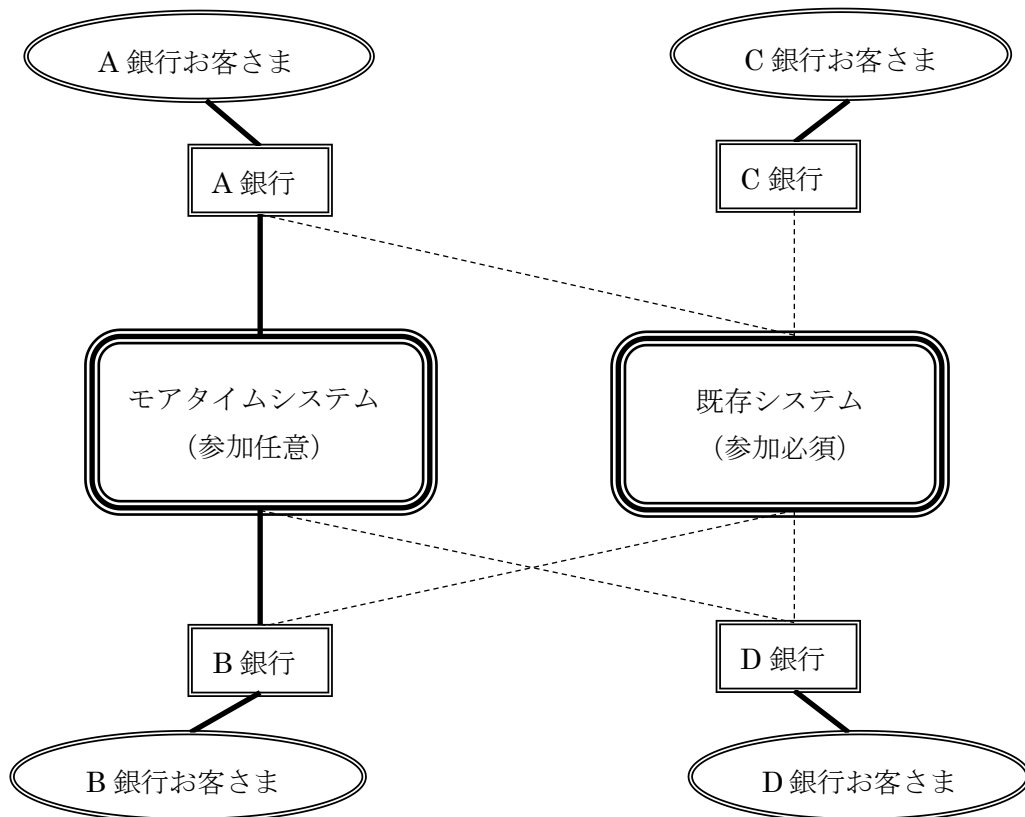 A 銀行お客さま
C 銀行お客さま
A 銀行
C 銀行
モアタイムシステム
（参加任意）
既存システム
（参加必須）
B 銀行
D 銀行
B 銀行お客さま
D 銀行お客さま